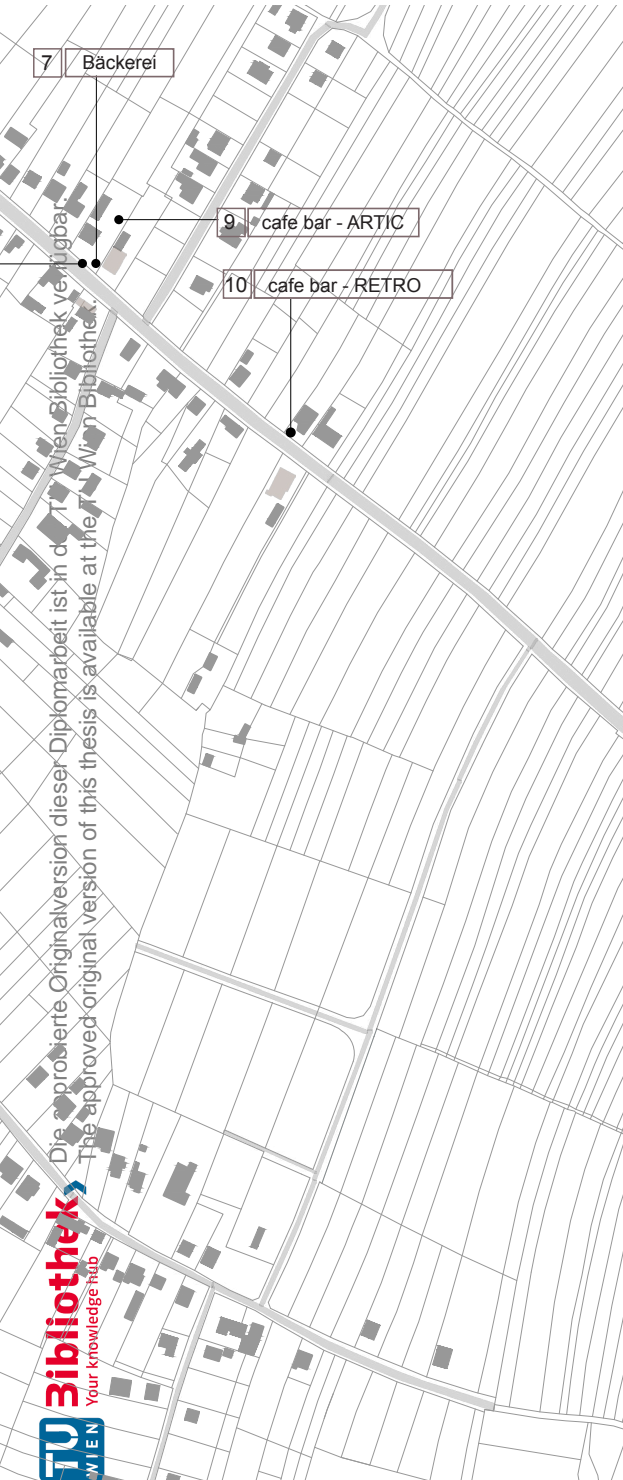 7 Bäckerei
9 cafe bar - ARTIC
10 cafe bar - RETRO
Die approbierte Originalversion dieser Diplomarbeit ist in der TU Wien Bibliothek verfügbar.
The approved original version of this thesis is available at the TU Wien Bibliothek.
TU WIEN
Bibliothek
Your knowledge hub